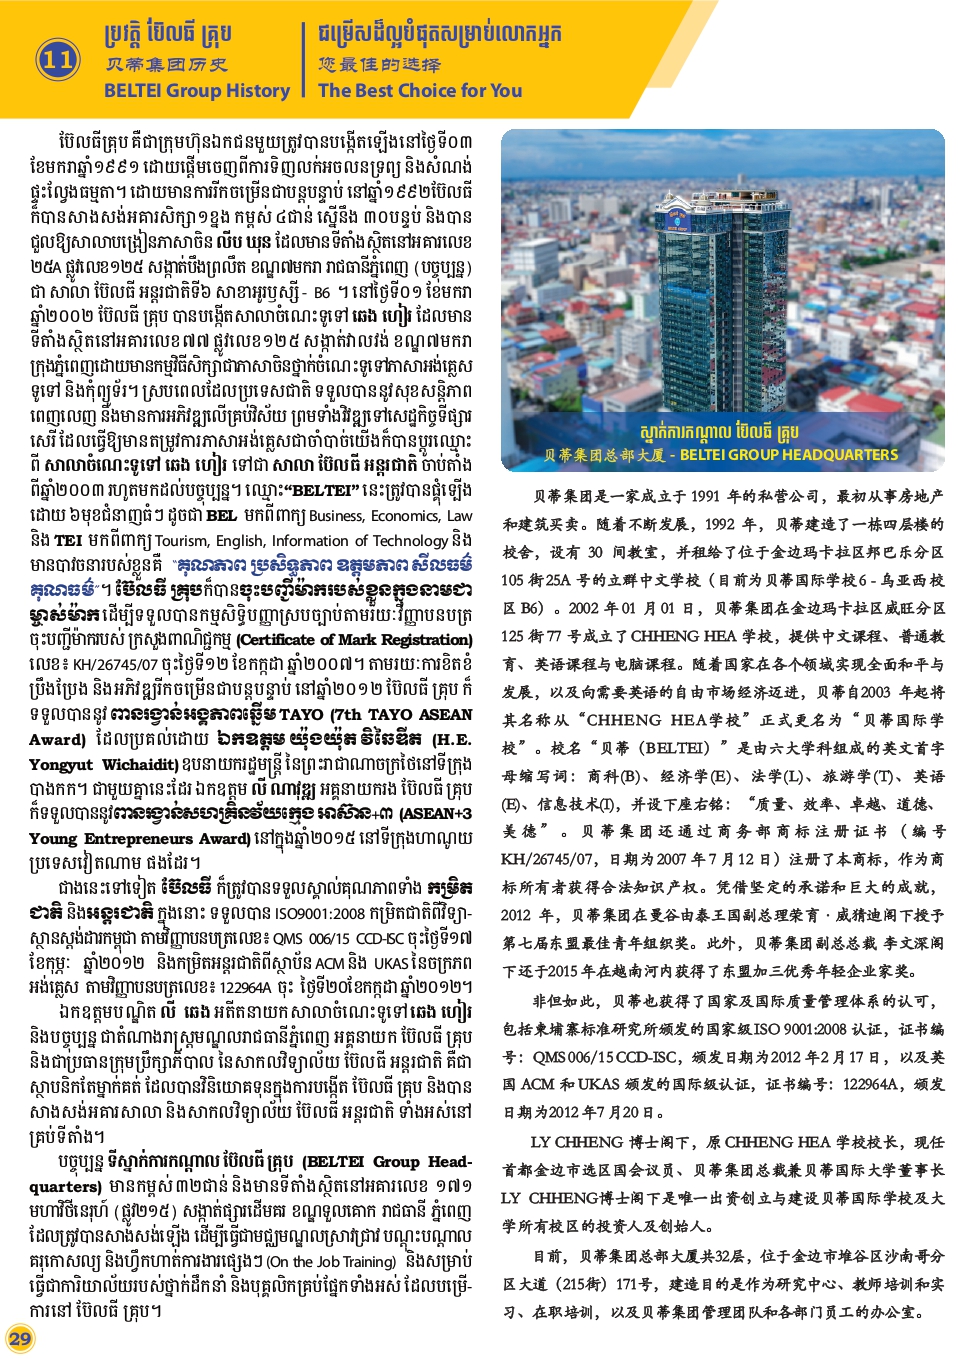 11
ប្រវត្តិ ប៊ែលធី គ្រុប
贝蒂集团历史
BELTEI Group History
ជម្រើសដ៏ល្អបំផុតសម្រាប់លោកអ្នក
您最佳的选择
The Best Choice for You
ប៊ែលធីគ្រុប គឺជាក្រុមហ៊ុនឯកជនមួយត្រូវបានបង្កើតឡើងនៅថ្ងៃទី០៣
ខែមករាឆ្នាំ១៩៩១ ដោយផ្តើមចេញពីការទិញលក់អចលនទ្រព្យ និងសំណង់
ផ្ទះល្វែងធម្មតា។ ដោយមានការរីកចម្រើនជាបន្តបន្ទាប់ នៅឆ្នាំ១៩៩២ប៊ែលធី
ក៏បានសាងសង់អគារសិក្សា១ខ្នង កម្ពស់ ៤ជាន់ ស្មើនឹង ៣០បន្ទប់ និងបាន
ជួលឱ្យសាលាបង្រៀនភាសាចិន លីប ឃុន ដែលមានទីតាំងស្ថិតនៅអគារលេខ
២៥A ផ្លូវលេខ១២៥ សង្កាត់បឹងព្រលឹត ខណ្ឌ៧មករា រាជធានីភ្នំពេញ (បច្ចុប្បន្ន)
ជា សាលា ប៊ែលធី អន្តរជាតិទី៦ សាខាអូរឫស្សី - B6 ។ នៅថ្ងៃទី០១ ខែមករា
ឆ្នាំ២០០២ ប៊ែលធី គ្រុប បានបង្កើតសាលាចំណេះទូទៅ ឆេង ហៀរ ដែលមាន
ទីតាំងស្ថិតនៅអគារលេខ៧៧ ផ្លូវលេខ១២៥ សង្កាត់វាលវង់ ខណ្ឌ៧មករា
ក្រុងភ្នំពេញដោយមានកម្មវិធីសិក្សាជាភាសាចិនថ្នាក់ចំណេះទូទៅភាសាអង់គ្លេស
ទូទៅ និងកុំព្យូទ័រ។ ស្របពេលដែលប្រទេសជាតិ ទទួលបាននូវសុខសន្តិភាព
ពេញលេញ និងមានការអភិវឌ្ឍលើគ្រប់វិស័យ ព្រមទាំងវិវឌ្ឍទៅសេដ្ឋកិច្ចទីផ្សារ
សេរី ដែលធ្វើឱ្យមានតម្រូវការភាសាអង់គ្លេសជាចាំបាច់យើងក៏បានប្តូរឈ្មោះ
ពី សាលាចំណេះទូទៅ ឆេង ហៀរ ទៅជា សាលា ប៊ែលធី អន្តរជាតិ ចាប់តាំង
ពីឆ្នាំ២០០៣ រហូតមកដល់បច្ចុប្បន្ន។ ឈ្មោះ“BELTEI” នេះត្រូវបានផ្តុំឡើង
ដោយ ៦មុខជំនាញធំៗ ដូចជា BEL មកពីពាក្យ Business, Economics, Law
និង TEI មកពីពាក្យ Tourism, English, Information of Technology និង
មានបាវចនារបស់ខ្លួនគឺ “គុណភាព ប្រសិទ្ធភាព ឧត្តមភាព សីលធម៌
គុណធម៌”។ ប៊ែលធី គ្រុបក៏បានចុះបញ្ជីម៉ាករបស់ខ្លួនក្នុងនាមជា
ម្ចាស់ម៉ាក ដើម្បីទទួលបានកម្មសិទ្ធិបញ្ញាស្របច្បាប់តាមរយៈវិញ្ញាបនបត្រ
ចុះបញ្ជីម៉ាករបស់ ក្រសួងពាណិជ្ជកម្ម (Certificate of Mark Registration)
លេខ៖ KH/26745/07 ចុះថ្ងៃទី១២ ខែកក្កដា ឆ្នាំ២០០៧។ តាមរយៈការខិតខំ
ប្រឹងប្រែង និងអភិវឌ្ឍរីកចម្រើនជាបន្តបន្ទាប់ នៅឆ្នាំ២០១២ ប៊ែលធី គ្រុប ក៏
ទទួលបាននូវ ពានរង្វាន់អង្គភាពឆ្នើម TAYO (7th TAYO ASEAN
Award) ដែលប្រគល់ដោយ ឯកឧត្តម យ៉ុងយ៉ុត វិឆៃឌីត (H.E.
Yongyut Wichaidit) ឧបនាយករដ្ឋមន្ត្រី នៃព្រះរាជាណាចក្រថៃនៅទីក្រុង
បាងកក។ ជាមួយគ្នានេះដែរ ឯកឧត្តម លី ណាវុឌ្ឍ អគ្គនាយករង ប៊ែលធី គ្រុប
ក៏ទទួលបាននូវពានរង្វាន់សហគ្រិនវ័យក្មេង អាស៊ាន+៣ (ASEAN+3
Young Entrepreneurs Award) នៅក្នុងឆ្នាំ២០១៥ នៅទីក្រុងហាណូយ
ប្រទេសវៀតណាម ផងដែរ។
ជាងនេះទៅទៀត ប៊ែលធី ក៏ត្រូវបានទទួលស្គាល់គុណភាពទាំង កម្រិត
ជាតិ និងអន្តរជាតិ ក្នុងនោះ ទទួលបាន ISO9001:2008 កម្រិតជាតិពីវិទ្យា-
ស្ថានស្តង់ដារកម្ពុជា តាមវិញ្ញាបនបត្រលេខ៖ QMS 006/15 CCD-ISC ចុះថ្ងៃទី១៧
ខែកុម្ភៈ ឆ្នាំ២០១២ និងកម្រិតអន្តរជាតិពីស្ថាប័ន ACM និង UKAS នៃចក្រភព
អង់គ្លេស តាមវិញ្ញាបនបត្រលេខ៖ 122964A ចុះ ថ្ងៃទី២០ខែកក្កដា ឆ្នាំ២០១២។
ឯកឧត្តមបណ្ឌិត លី ឆេង អតីតនាយក សាលាចំណេះទូទៅ ឆេង ហៀរ
និងបច្ចុប្បន្ន ជាតំណាងរាស្ត្រមណ្ឌលរាជធានីភ្នំពេញ អគ្គនាយក ប៊ែលធី គ្រុប
និងជាប្រធានក្រុមប្រឹក្សាភិបាល នៃសាកលវិទ្យាល័យ ប៊ែលធី អន្តរជាតិ គឺជា
ស្ថាបនិកតែម្នាក់គត់ ដែលបានវិនិយោគទុនក្នុងការបង្កើត ប៊ែលធី គ្រុប និងបាន
សាងសង់អគារសាលា និងសាកលវិទ្យាល័យ ប៊ែលធី អន្តរជាតិ ទាំងអស់នៅ
គ្រប់ទីតាំង។
បច្ចុប្បន្ន ទីស្នាក់ការកណ្តាល ប៊ែលធី គ្រុប (BELTEI Group Head-
quarters) មានកម្ពស់ ៣២ជាន់ និងមានទីតាំងស្ថិតនៅអគារលេខ ១៧១
មហាវិថីនេរុហ៍ (ផ្លូវ២១៥) សង្កាត់ផ្សារដើមគរ ខណ្ឌទួលគោក រាជធានី ភ្នំពេញ
ដែលត្រូវបានសាងសង់ឡើង ដើម្បីធ្វើជាមជ្ឈមណ្ឌលស្រាវជ្រាវ បណ្តុះបណ្តាល
គរុកោសល្យ និងហ្វឹកហាត់ការងារផ្សេងៗ (On the Job Training) និងសម្រាប់
ធ្វើជាការិយាល័យរបស់ថ្នាក់ដឹកនាំ និងបុគ្គលិកគ្រប់ផ្នែកទាំងអស់ ដែលបម្រើ-
ការនៅ ប៊ែលធី គ្រុប។
ស្នាក់ការកណ្តាល ប៊ែលធី គ្រុប
贝蒂集团总部大厦 - BELTEI GROUP HEADQUARTERS
贝蒂集团是一家成立于 1991 年的私营公司，最初从事房地产
和建筑买卖。随着不断发展，1992 年，贝蒂建造了一栋四层楼的
校舍，设有 30 间教室，并租给了位于金边玛卡拉区邦巴乐分区
105 街25A 号的立群中文学校（目前为贝蒂国际学校6 - 乌亚西校
区 B6）。2002 年 01 月 01 日，贝蒂集团在金边玛卡拉区威旺分区
125 街 77 号成立了CHHENG HEA 学校，提供中文课程、普通教
育、英语课程与电脑课程。随着国家在各个领域实现全面和平与
发展，以及向需要英语的自由市场经济迈进，贝蒂自2003 年起将
其名称从“CHHENG HEA学校”正式更名为“贝蒂国际学
校”。校名“贝蒂（BELTEI）”是由六大学科组成的英文首字
母缩写词：商科(B)、经济学(E)、法学(L)、旅游学(T)、英语
(E)、信息技术(I)，并设下座右铭：“质量、效率、卓越、道德、
美德”。贝蒂集团还通过商务部商标注册证书（编号
KH/26745/07，日期为2007 年 7 月 12 日）注册了本商标，作为商
标所有者获得合法知识产权。凭借坚定的承诺和巨大的成就，
2012 年，贝蒂集团在曼谷由泰王国副总理荣育 · 威猜迪阁下授予
第七届东盟最佳青年组织奖。此外，贝蒂集团副总总裁 李文深阁
下还于2015 年在越南河内获得了东盟加三优秀年轻企业家奖。
非但如此，贝蒂也获得了国家及国际质量管理体系的认可，
包括柬埔寨标准研究所颁发的国家级ISO 9001:2008 认证，证书编
号：QMS 006/15 CCD-ISC，颁发日期为2012 年 2 月 17 日，以及英
国 ACM 和 UKAS 颁发的国际级认证，证书编号：122964A，颁发
日期为2012 年7 月 20 日。
LY CHHENG 博士阁下，原 CHHENG HEA 学校校长，现任
首都金边市选区国会议员、贝蒂集团总裁兼贝蒂国际大学董事长
LY CHHENG博士阁下是唯一出资创立与建设贝蒂国际学校及大
学所有校区的投资人及创始人。
目前，贝蒂集团总部大厦共32层，位于金边市堆谷区沙南哥分
区大道（215街）171号，建造目的是作为研究中心、教师培训和实
习、在职培训，以及贝蒂集团管理团队和各部门员工的办公室。
29